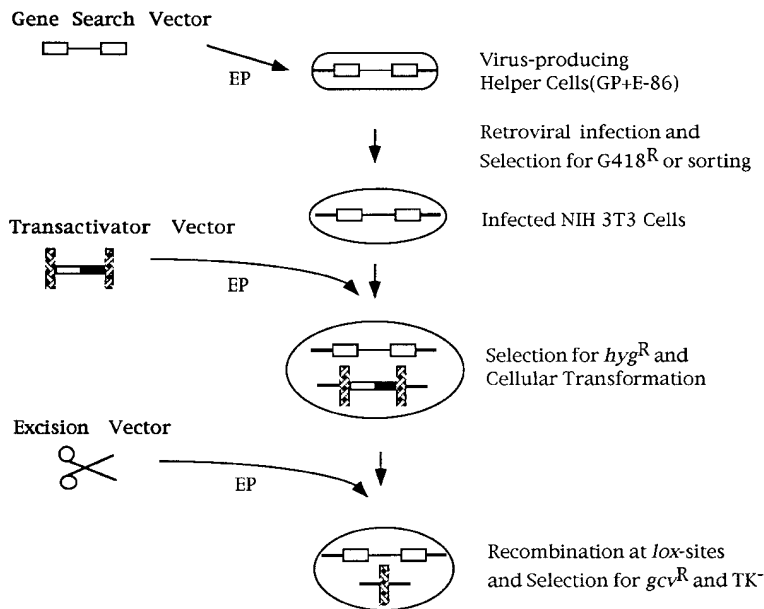 Gene Search Vector
EP
Virus-producing
Helper Cells(GP+E-86)
Retroviral infection and
Selection for G418R or sorting
Infected NIH 3T3 Cells
Transactivator Vector
EP
Selection for hygR and
Cellular Transformation
Excision Vector
EP
Recombination at lox-sites
and Selection for gcvR and TK-